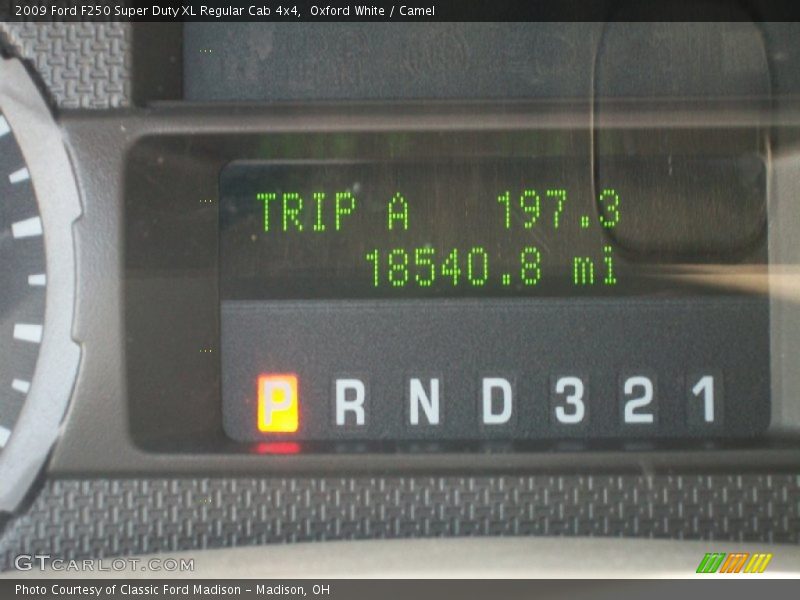 2009 Ford F250 Super Duty XL Regular Cab 4x4,  Oxford White / Camel
TRIP A 197.3
18540.8 mi
P R N D 3 2 1
GTCARLOT.COM
Photo Courtesy of Classic Ford Madison – Madison, OH